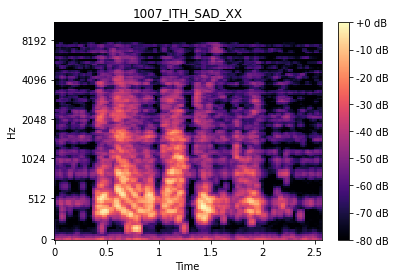 1007_ITH_SAD_XX
+0 dB
8192
-10 dB
4096
-20 dB
-30 dB
2048
Hz
-40 dB
1024
-50 dB
512
-60 dB
-70 dB
0
-80 dB
0 0.5 1 1.5 2 2.5
Time